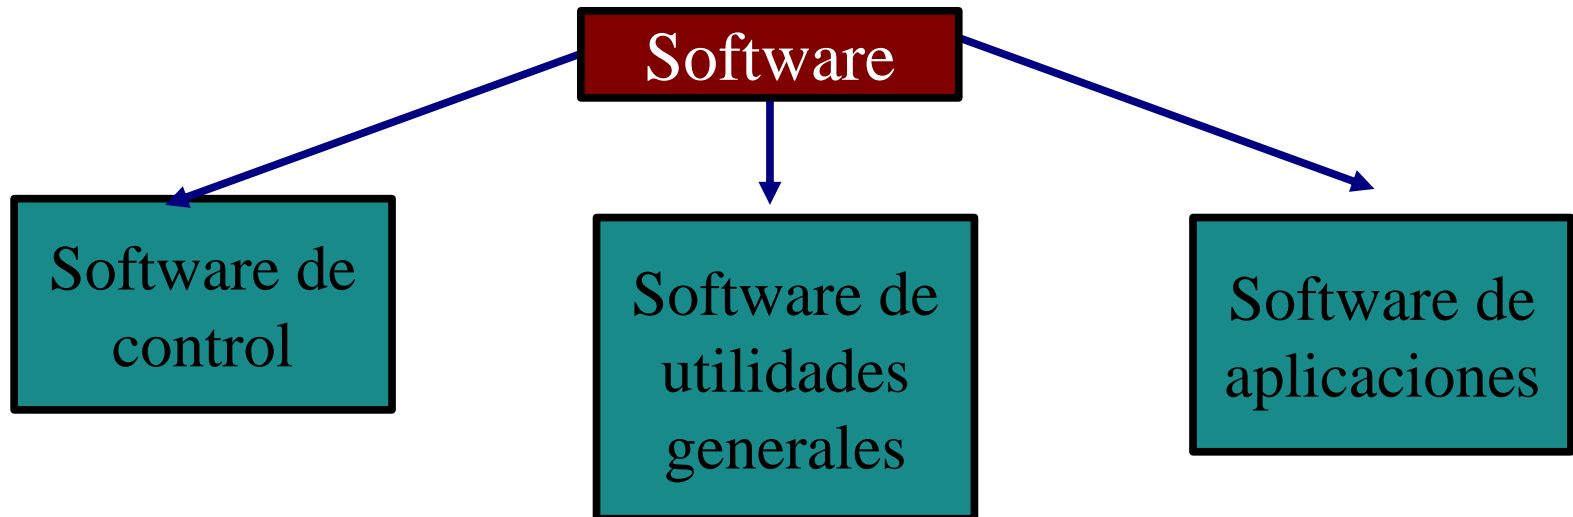 Software
Software de
control
Software de
utilidades
generales
Software de
aplicaciones